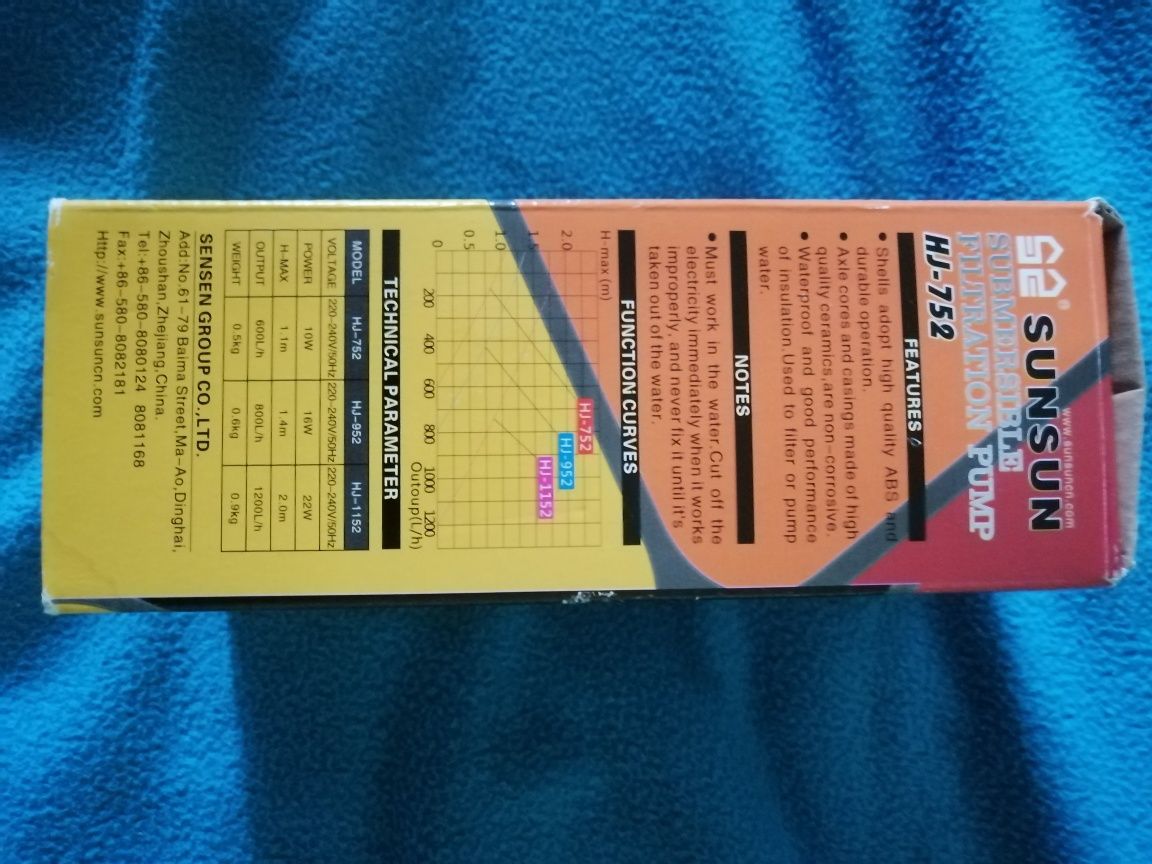 www.sunsuncn.com
® SUNSUN
SUBMERSIBLE
FILTRATION PUMP
HJ-752
FEATURES
• Shells adopt high quality ABS and
durable operation.
• Axle cores and casings made of high
quality ceramics,are non-corrosive.
• Waterproof and good performance
of insulation.Used to filter or pump
water.
NOTES
• Must work in the water.Cut off the
electricity immediately when it works
improperly, and never fix it until it's
taken out of the water.
FUNCTION CURVES
H-max (m)
2.0
1.5
1.0
0.5
0
200 400 600 800 1000 1200
Outoup(L/h)
HJ-752
HJ-952
HJ-1152
TECHNICAL PARAMETER
MODEL HJ-752 HJ-952 HJ-1152
VOLTAGE 220-240V/50Hz 220-240V/50Hz 220-240V/50Hz
POWER 10W 16W 22W
H-MAX 1.1m 1.4m 2.0m
OUTPUT 600L/h 800L/h 1200L/h
WEIGHT 0.5kg 0.6kg 0.9kg
SENSEN GROUP CO.,LTD.
Add:No.61-79 Baima Street,Ma-Ao,Dinghai,
Zhoushan,Zhejiang,China.
Tel:+86-580-8080124 8081168
Fax:+86-580-8082181
Http://www.sunsuncn.com